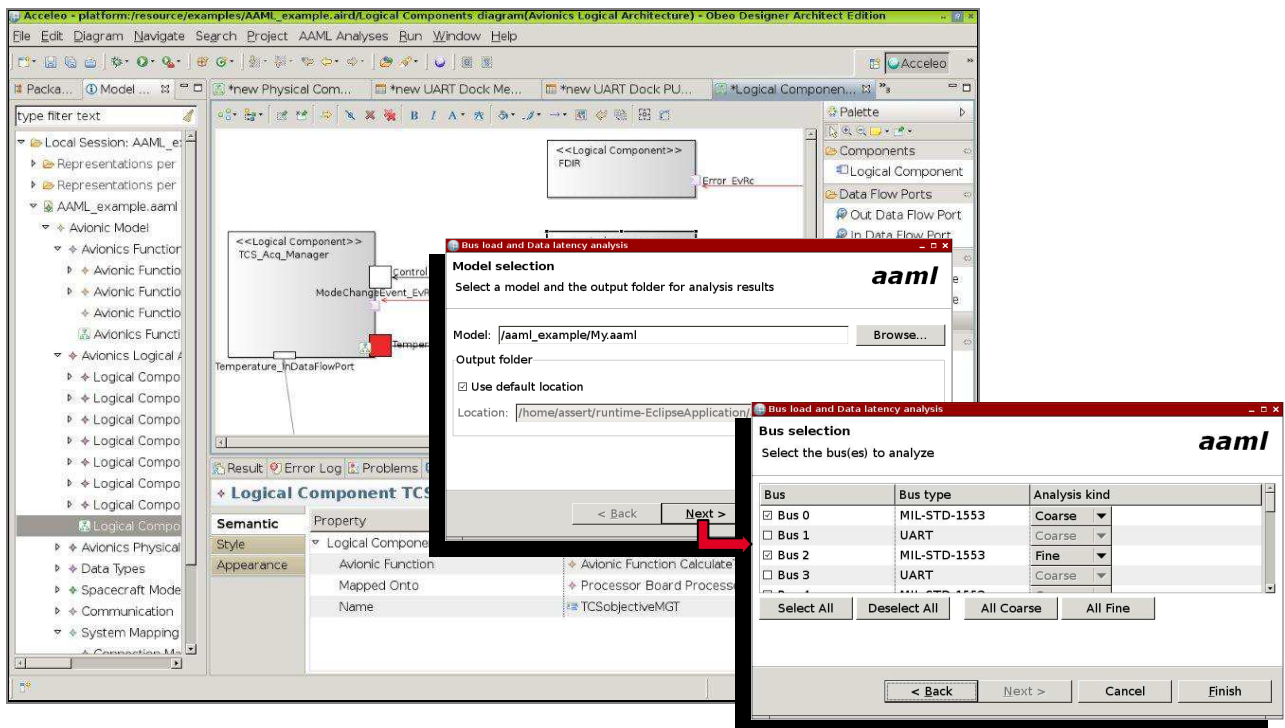 Acceleo - platform:/resource/examples/AAML_example.aird/Logical Components diagram(Avionics Logical Architecture) - Obeo Designer Architect Edition
File Edit Diagram Navigate Search Project AAML Analyses Run Window Help
Acceleo
Packa... Model ...
type filter text
Local Session: AAML_e
Representations per
Representations per
AAML_example.aaml
Avionic Model
Avionics Function
Avionic Functio
Avionic Functio
Avionic Functio
Avionics Functi
Avionics Logical A
Logical Compo
Logical Compo
Logical Compo
Logical Compo
Logical Compo
Logical Compo
Logical Compo
Logical Compo
Avionics Physical
Data Types
Spacecraft Mode
Communication
System Mapping
Connection Ma
*new Physical Com... *new UART Dock Me... *new UART Dock PU... *Logical Componen...
B I A
<<Logical Component>>
FDIR
Error_EvRc
<<Logical Component>>
TCS_Acq_Manager
Control
ModeChangeEvent_EvR
Temper
Temperature_InDataFlowPort
Palette
Components
Logical Component
Data Flow Ports
Out Data Flow Port
In Data Flow Port
Result Error Log Problems
Logical Component TCS
Semantic
Style
Appearance
Property
Logical Compone
Avionic Function Avionic Function Calculate
Mapped Onto Processor Board Process
Name TCSobjectiveMGT
Bus load and Data latency analysis
Model selection
Select a model and the output folder for analysis results
aaml
Model: /aaml_example/My.aaml Browse...
Output folder
Use default location
Location: /home/assert/runtime-EclipseApplication/
< Back Next >
Bus load and Data latency analysis
Bus selection
Select the bus(es) to analyze
aaml
Bus Bus type Analysis kind
Bus 0 MIL-STD-1553 Coarse
Bus 1 UART Coarse
Bus 2 MIL-STD-1553 Fine
Bus 3 UART Coarse
Select All Deselect All All Coarse All Fine
< Back Next > Cancel Finish